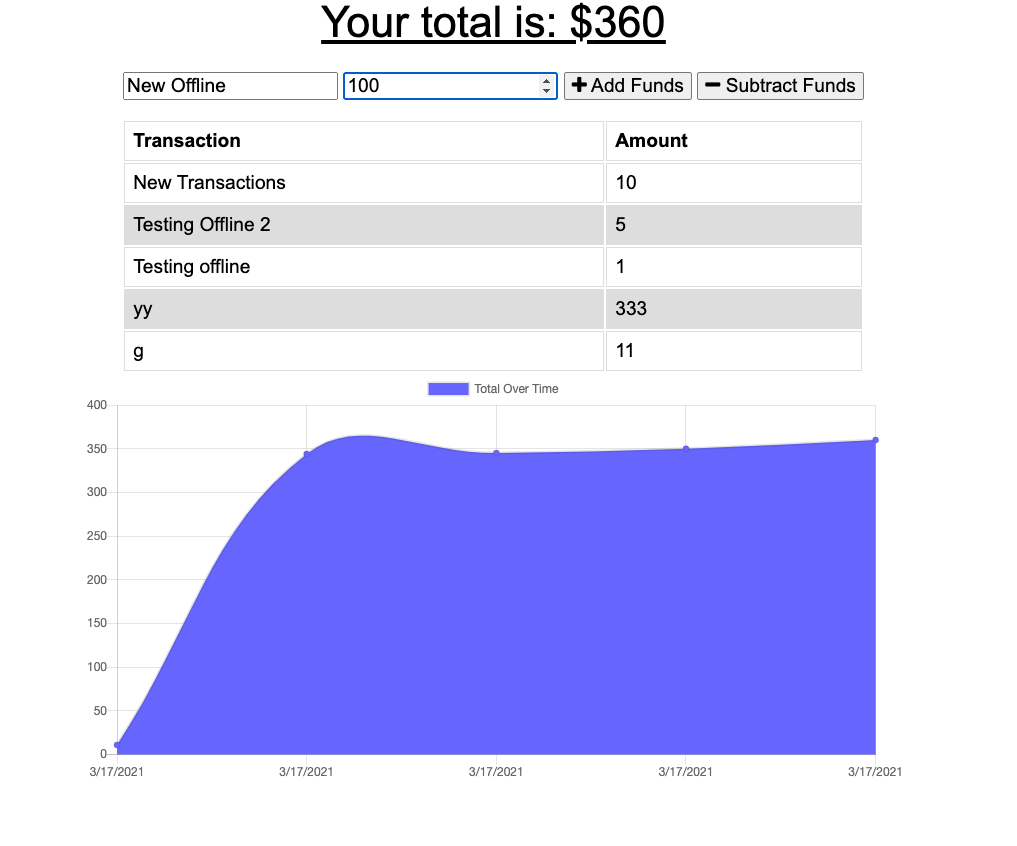 Your total is: $360
New Offline 100 Add Funds Subtract Funds
Transaction Amount
New Transactions 10
Testing Offline 2 5
Testing offline 1
yy 333
g 11
Total Over Time
400
350
300
250
200
150
100
50
0
3/17/2021 3/17/2021 3/17/2021 3/17/2021 3/17/2021